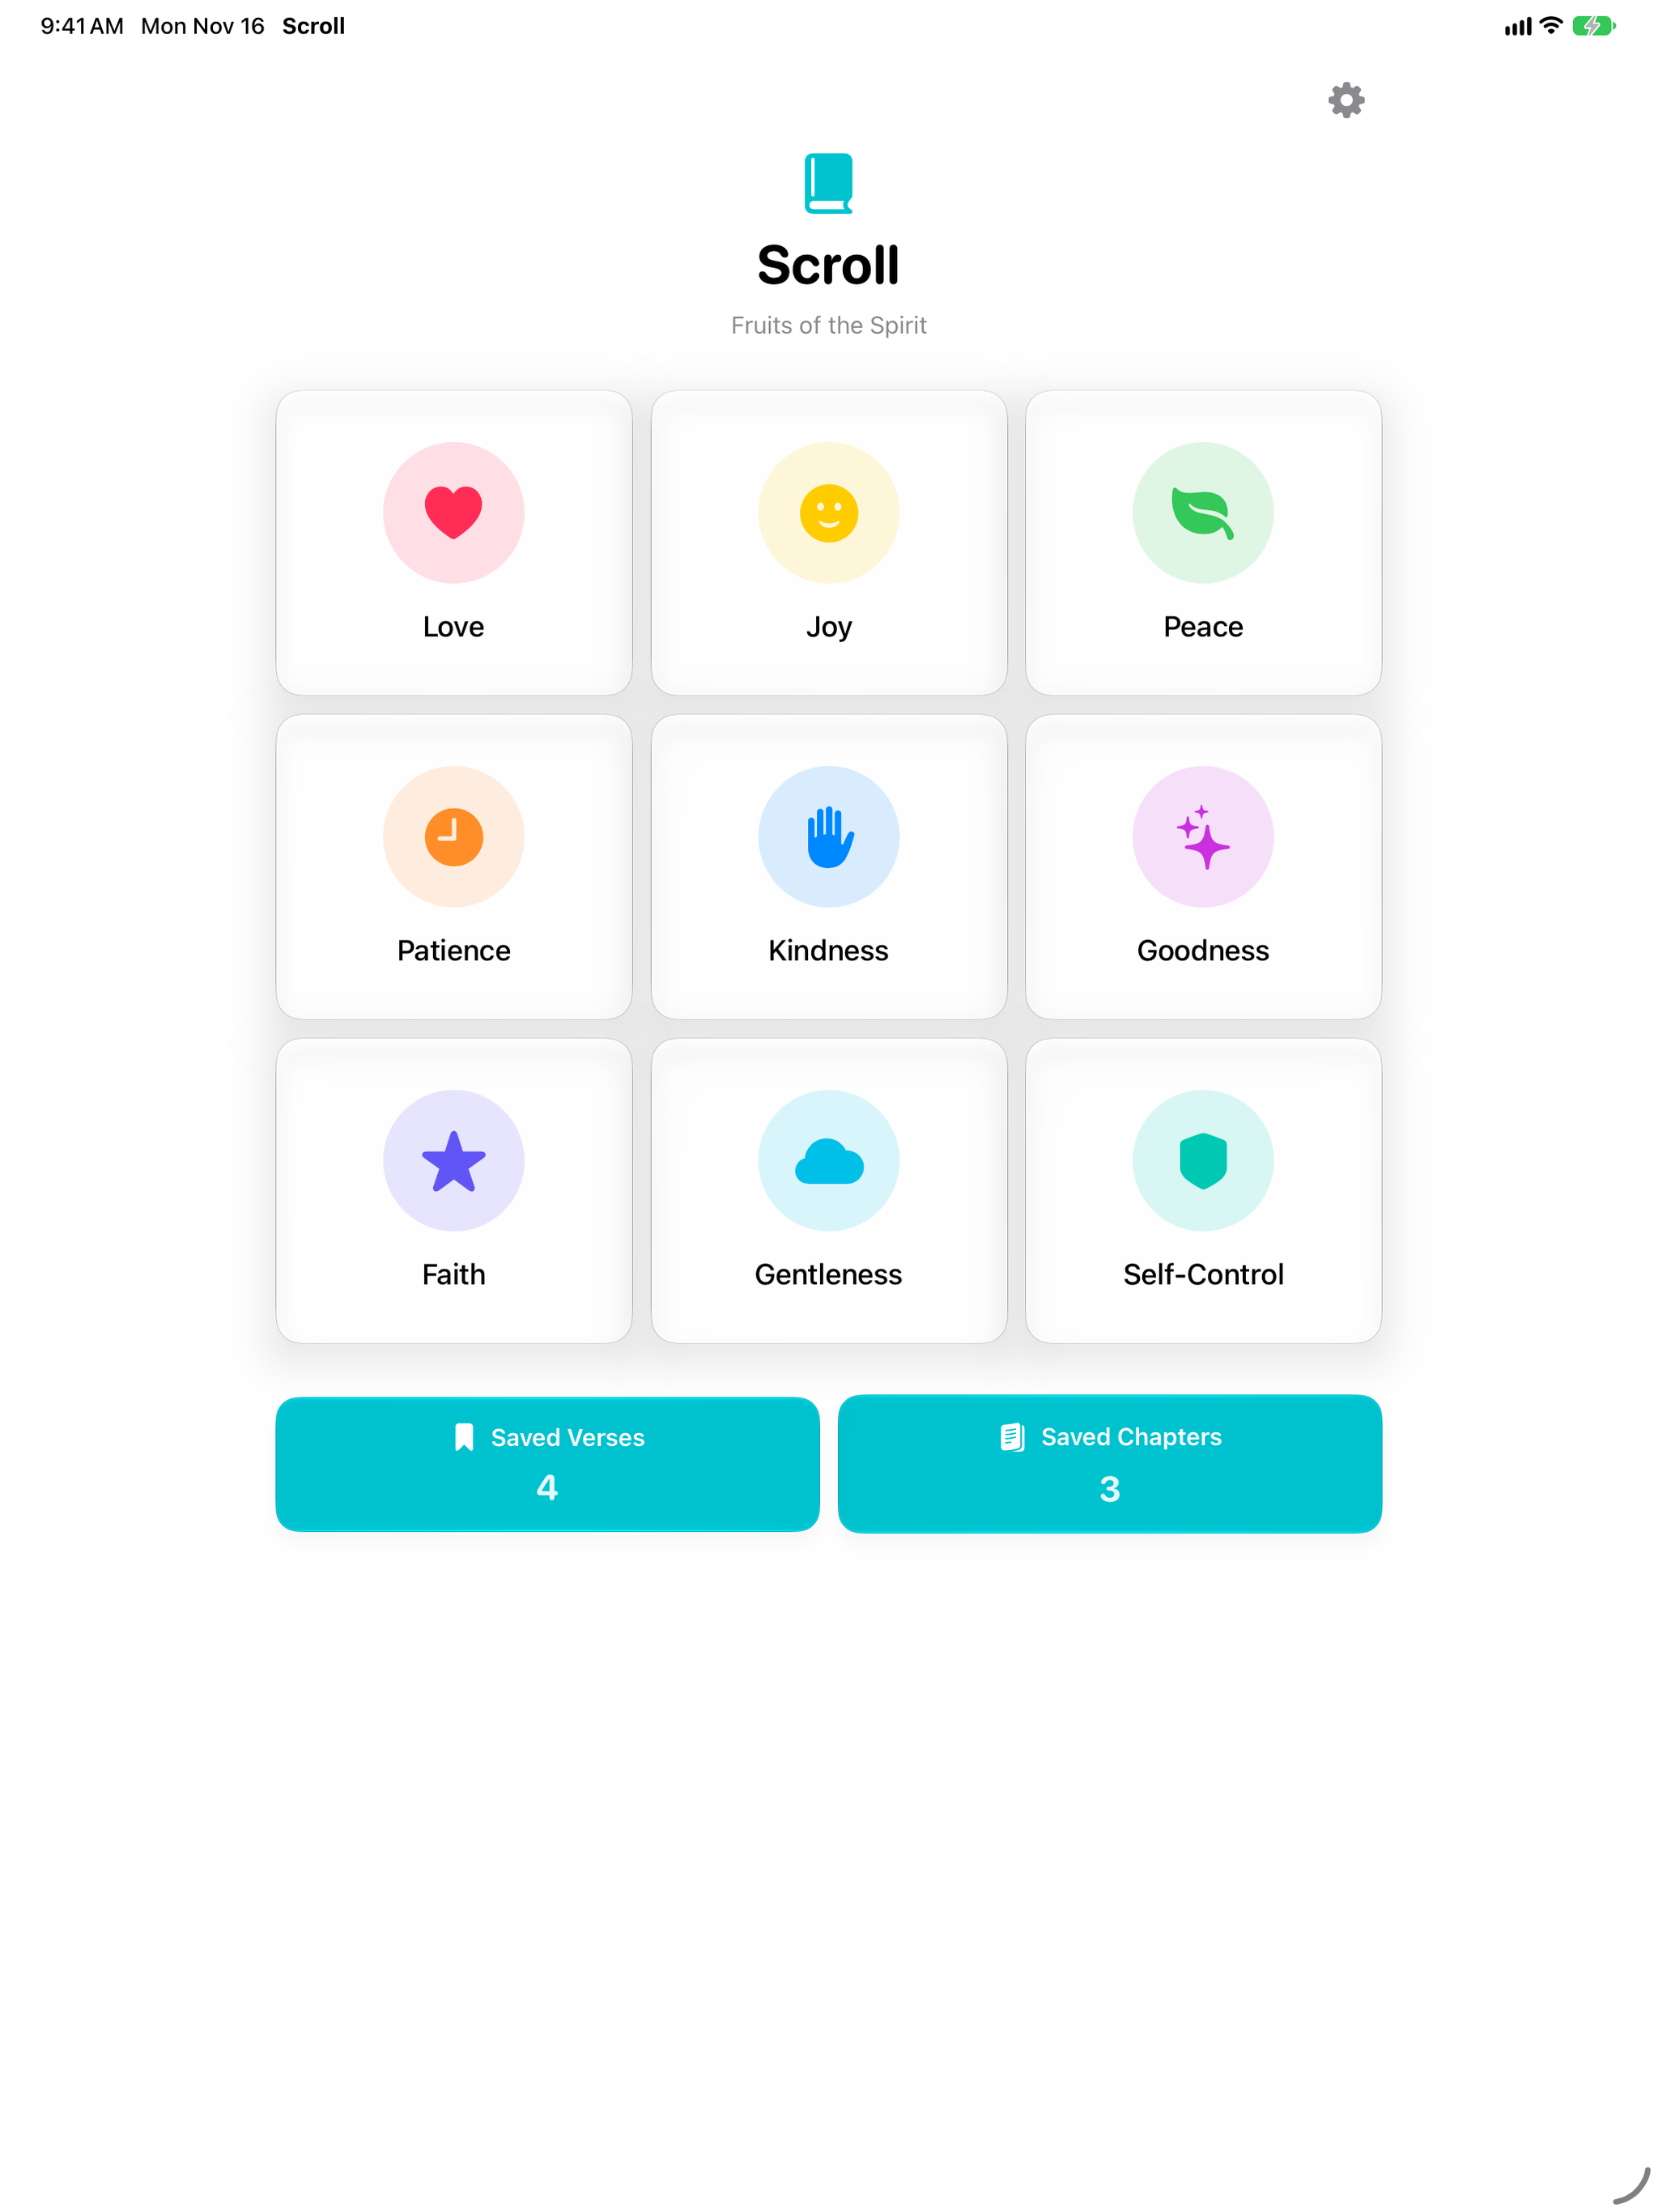 9:41 AM Mon Nov 16 Scroll
Scroll
Fruits of the Spirit
Love
Joy
Peace
Patience
Kindness
Goodness
Faith
Gentleness
Self-Control
Saved Verses
4
Saved Chapters
3